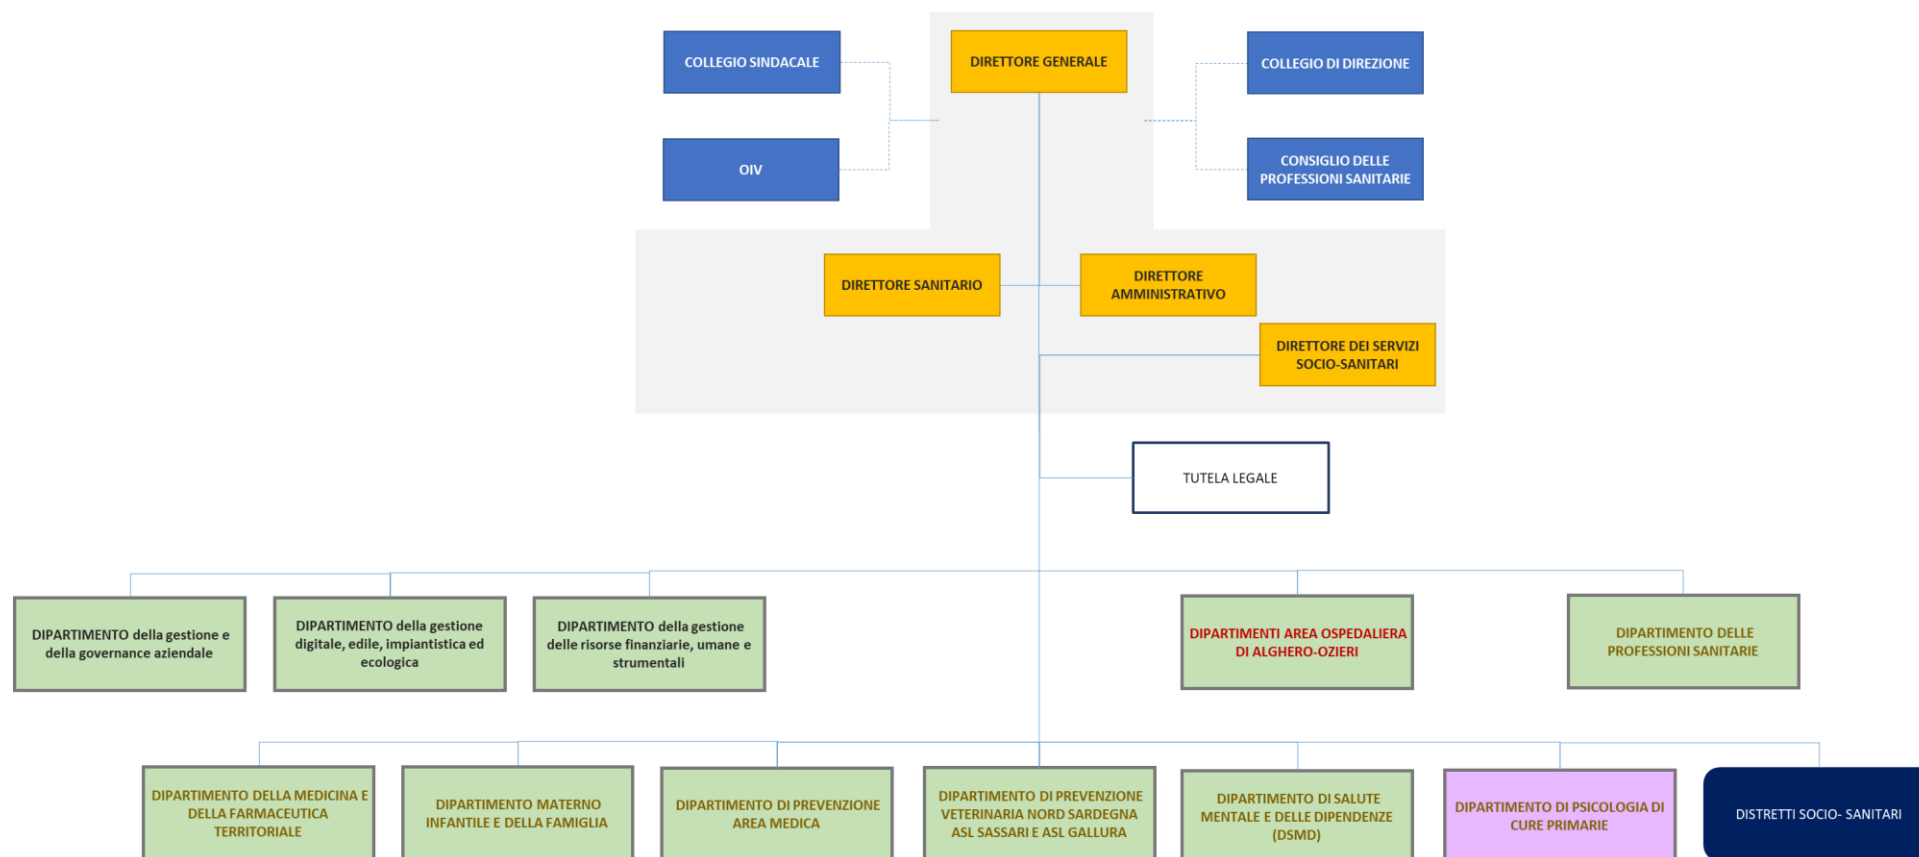 COLLEGIO SINDACALE
DIRETTORE GENERALE
COLLEGIO DI DIREZIONE
OIV
CONSIGLIO DELLE
PROFESSIONI SANITARIE
DIRETTORE SANITARIO
DIRETTORE
AMMINISTRATIVO
DIRETTORE DEI SERVIZI
SOCIO-SANITARI
TUTELA LEGALE
DIPARTIMENTO della gestione e
della governance aziendale
DIPARTIMENTO della gestione
digitale, edile, impiantistica ed
ecologica
DIPARTIMENTO della gestione
delle risorse finanziarie, umane e
strumentali
DIPARTIMENTI AREA OSPEDALIERA
DI ALGHERO-OZIERI
DIPARTIMENTO DELLE
PROFESSIONI SANITARIE
DIPARTIMENTO DELLA MEDICINA E
DELLA FARMACEUTICA
TERRITORIALE
DIPARTIMENTO MATERNO
INFANTILE E DELLA FAMIGLIA
DIPARTIMENTO DI PREVENZIONE
AREA MEDICA
DIPARTIMENTO DI PREVENZIONE
VETERINARIA NORD SARDEGNA
ASL SASSARI E ASL GALLURA
DIPARTIMENTO DI SALUTE
MENTALE E DELLE DIPENDENZE
(DSMD)
DIPARTIMENTO DI PSICOLOGIA DI
CURE PRIMARIE
DISTRETTI SOCIO- SANITARI